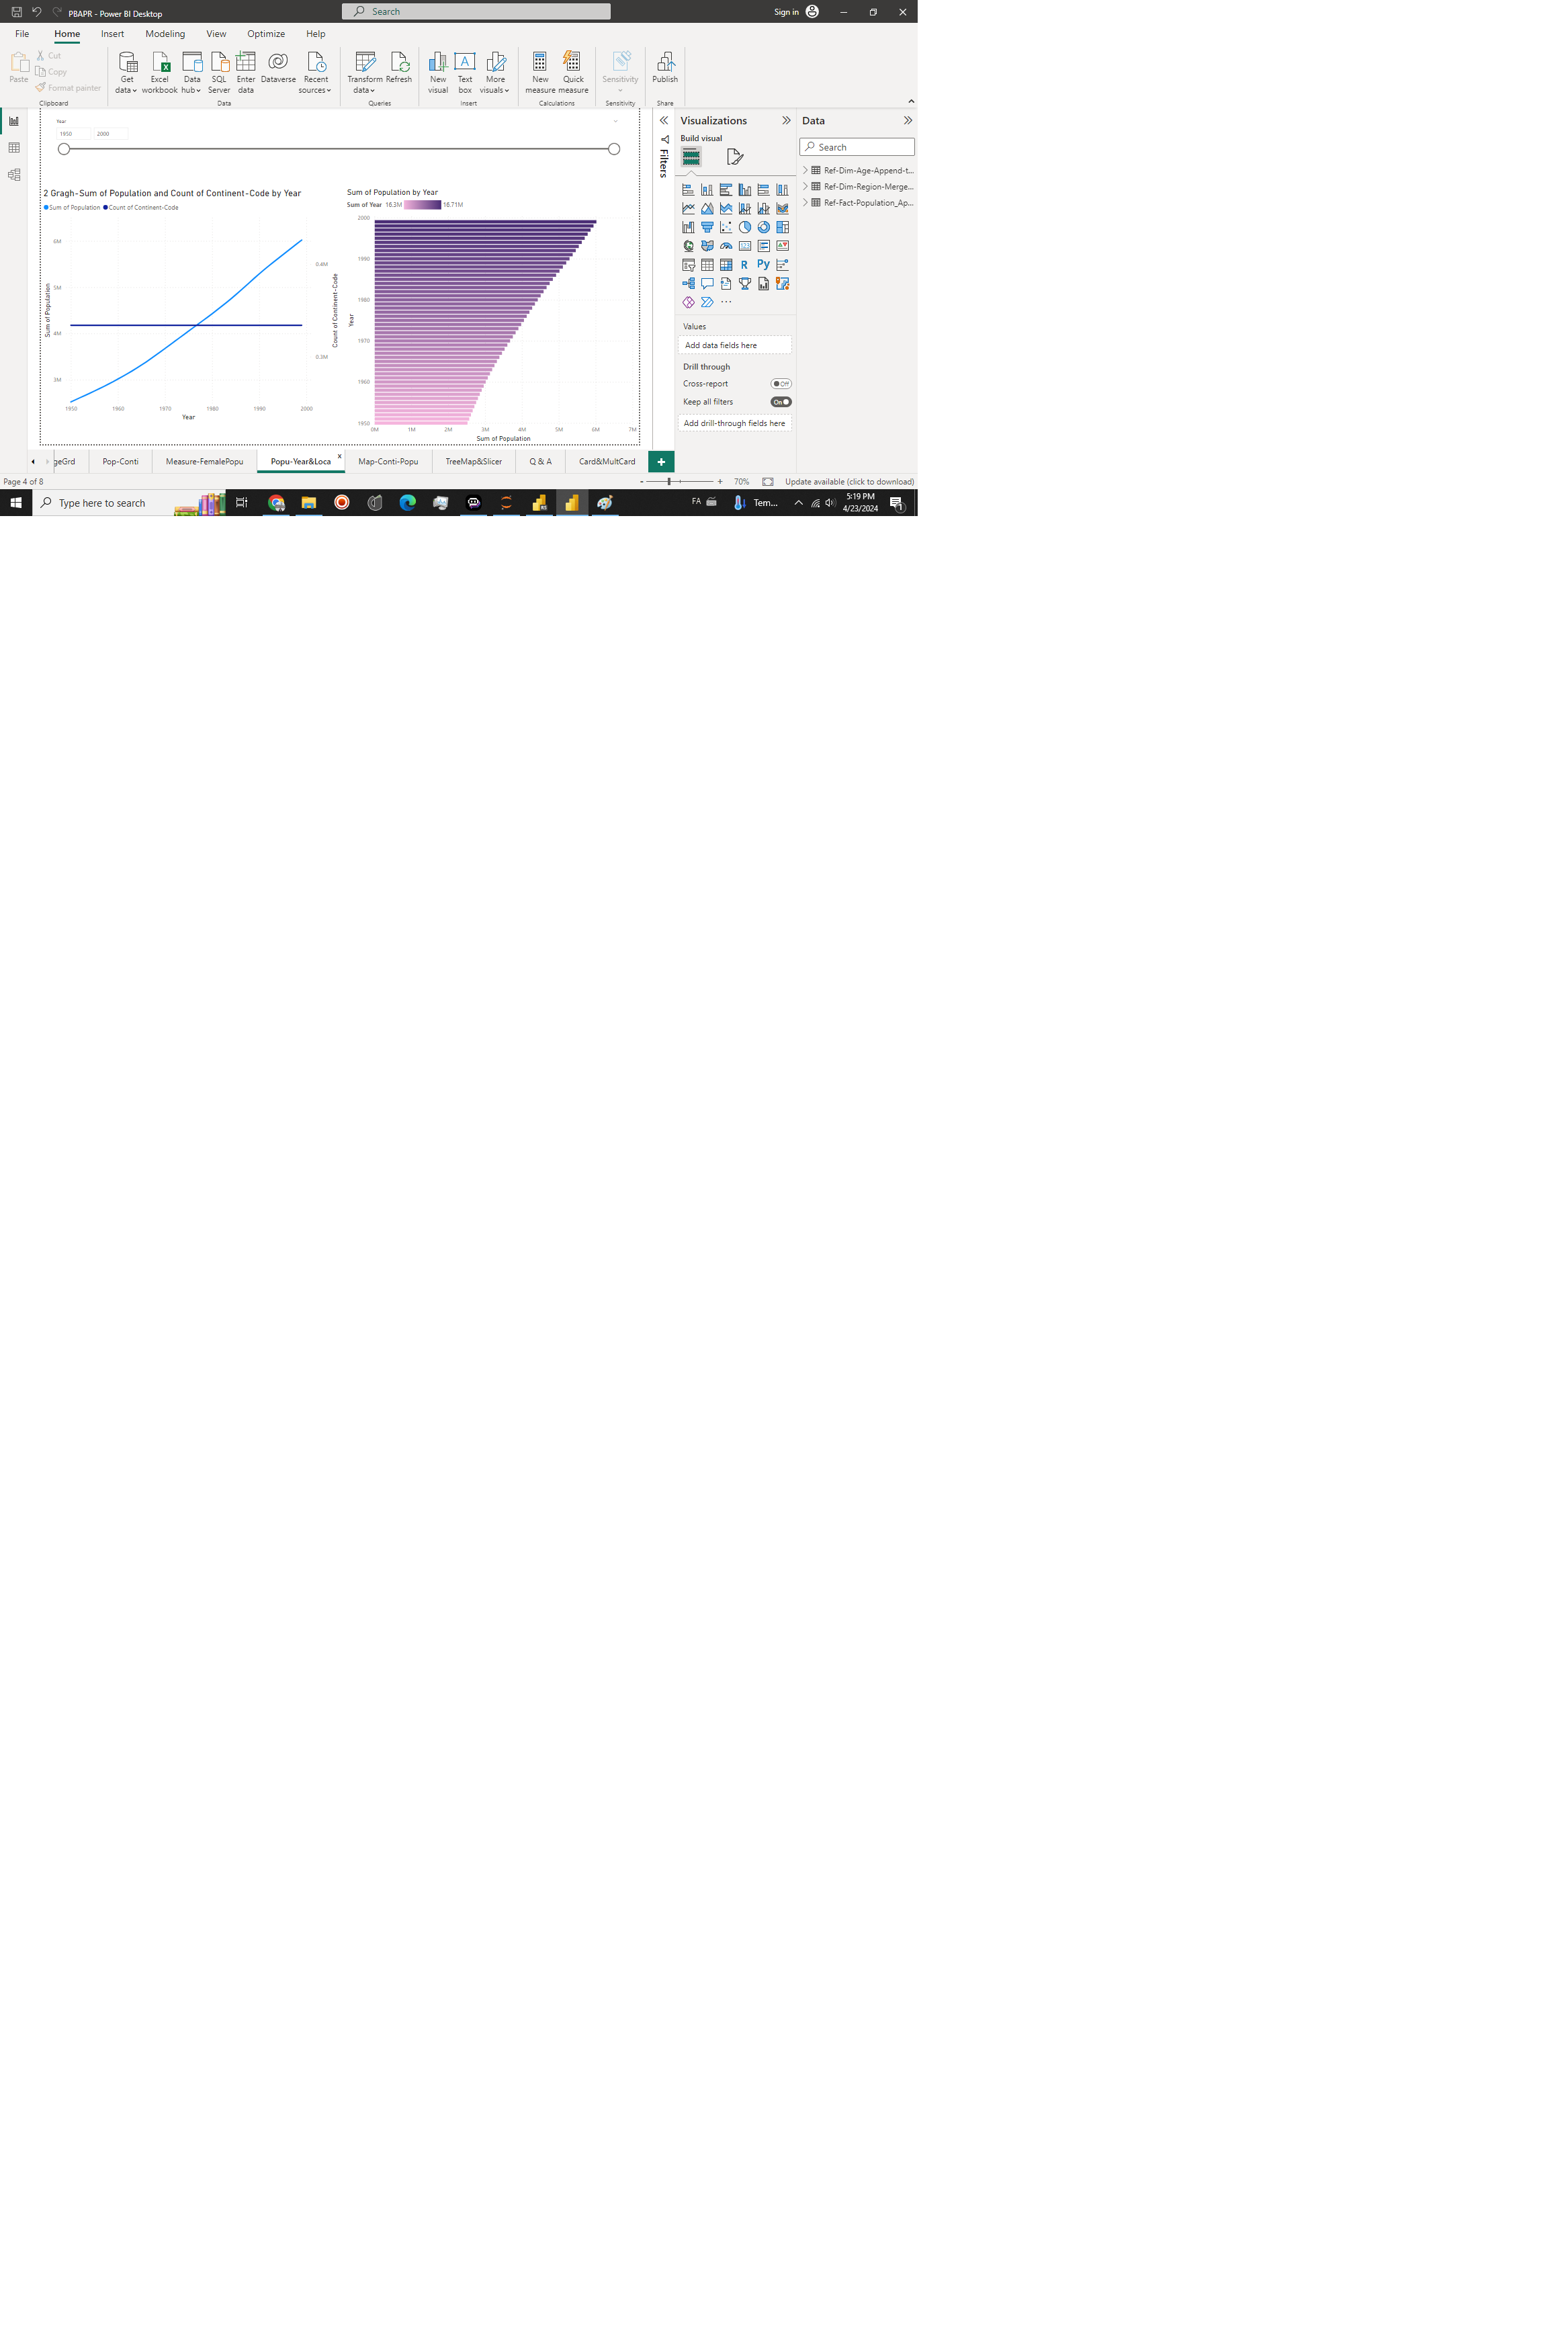 PBAPR - Power BI Desktop
Search
Sign in
File Home Insert Modeling View Optimize Help
Paste
Cut
Copy
Format painter
Clipboard
Get data
Excel workbook
Data hub
SQL Server
Enter data
Dataverse
Recent sources
Data
Transform data
Refresh
Queries
New visual
Text box
More visuals
Insert
New measure
Quick measure
Calculations
Sensitivity
Sensitivity
Publish
Share
Year
1950 2000
2 Gragh-Sum of Population and Count of Continent-Code by Year
Sum of Population Count of Continent-Code
6M
5M
4M
3M
Sum of Population
0.4M
0.3M
Count of Continent-Code
1950 1960 1970 1980 1990 2000
Year
Sum of Population by Year
Sum of Year 16.3M 16.71M
2000
1990
1980
1970
1960
1950
Year
0M 1M 2M 3M 4M 5M 6M 7M
Sum of Population
Filters
Visualizations
Build visual
R Py
Values
Add data fields here
Drill through
Cross-report Off
Keep all filters On
Add drill-through fields here
Data
Search
Ref-Dim-Age-Append-t...
Ref-Dim-Region-Merge...
Ref-Fact-Population_Ap...
geGrd Pop-Conti Measure-FemalePopu Popu-Year&Loca x Map-Conti-Popu TreeMap&Slicer Q & A Card&MultCard +
Page 4 of 8
- + 70% Update available (click to download)
Type here to search
FA
Tem...
5:19 PM
4/23/2024
1